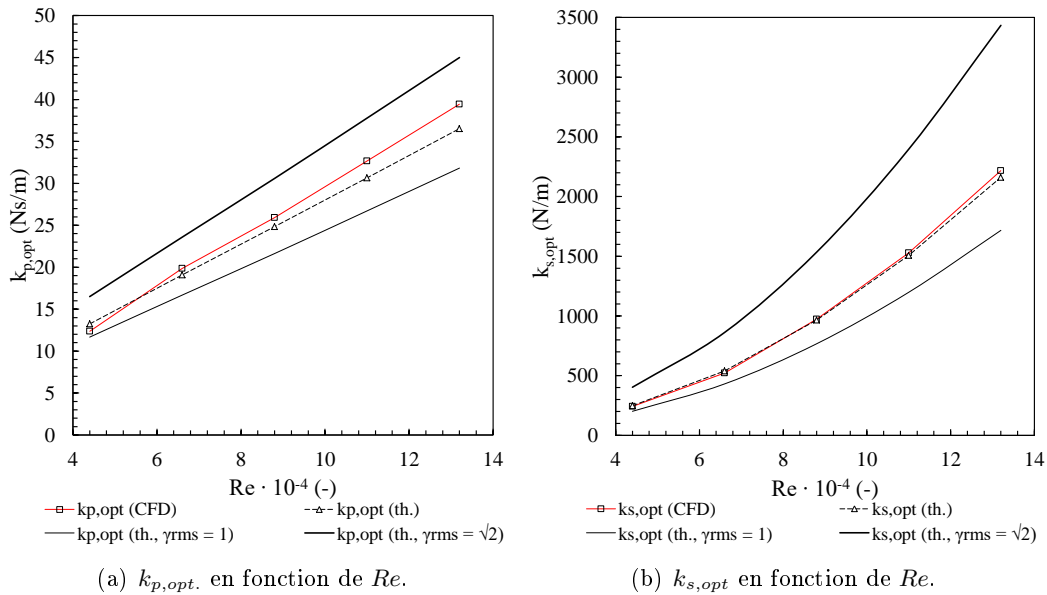 50
45
40
35
30
25
20
15
10
5
0
k_{p,opt} (Ns/m)
4 6 8 10 12 14
Re · 10^{-4} (-)
kp,opt (CFD) kp,opt (th.)
kp,opt (th., γrms = 1) kp,opt (th., γrms = √2)
(a) k_{p,opt.} en fonction de Re.
3500
3000
2500
2000
1500
1000
500
0
k_{s,opt} (N/m)
4 6 8 10 12 14
Re · 10^{-4} (-)
ks,opt (CFD) ks,opt (th.)
ks,opt (th., γrms = 1) ks,opt (th., γrms = √2)
(b) k_{s,opt} en fonction de Re.